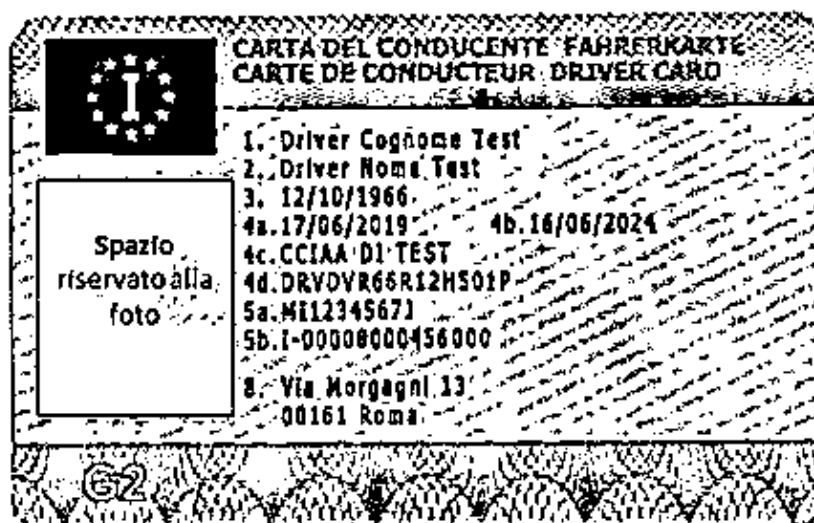 I
CARTA DEL CONDUCENTE FAHRERKARTE
CARTE DE CONDUCTEUR DRIVER CARD
1. Driver Cognome Test
2. Driver Nome Test
3. 12/10/1966
4a. 17/06/2019 4b. 16/06/2024
4c. CCIAA DI TEST
4d. DRVDVR66R12H501P
5a. MI1234567J
5b. I-00000000456000
8. Via Morgagni 13
00161 Roma
Spazio
riservato alla
foto
G2